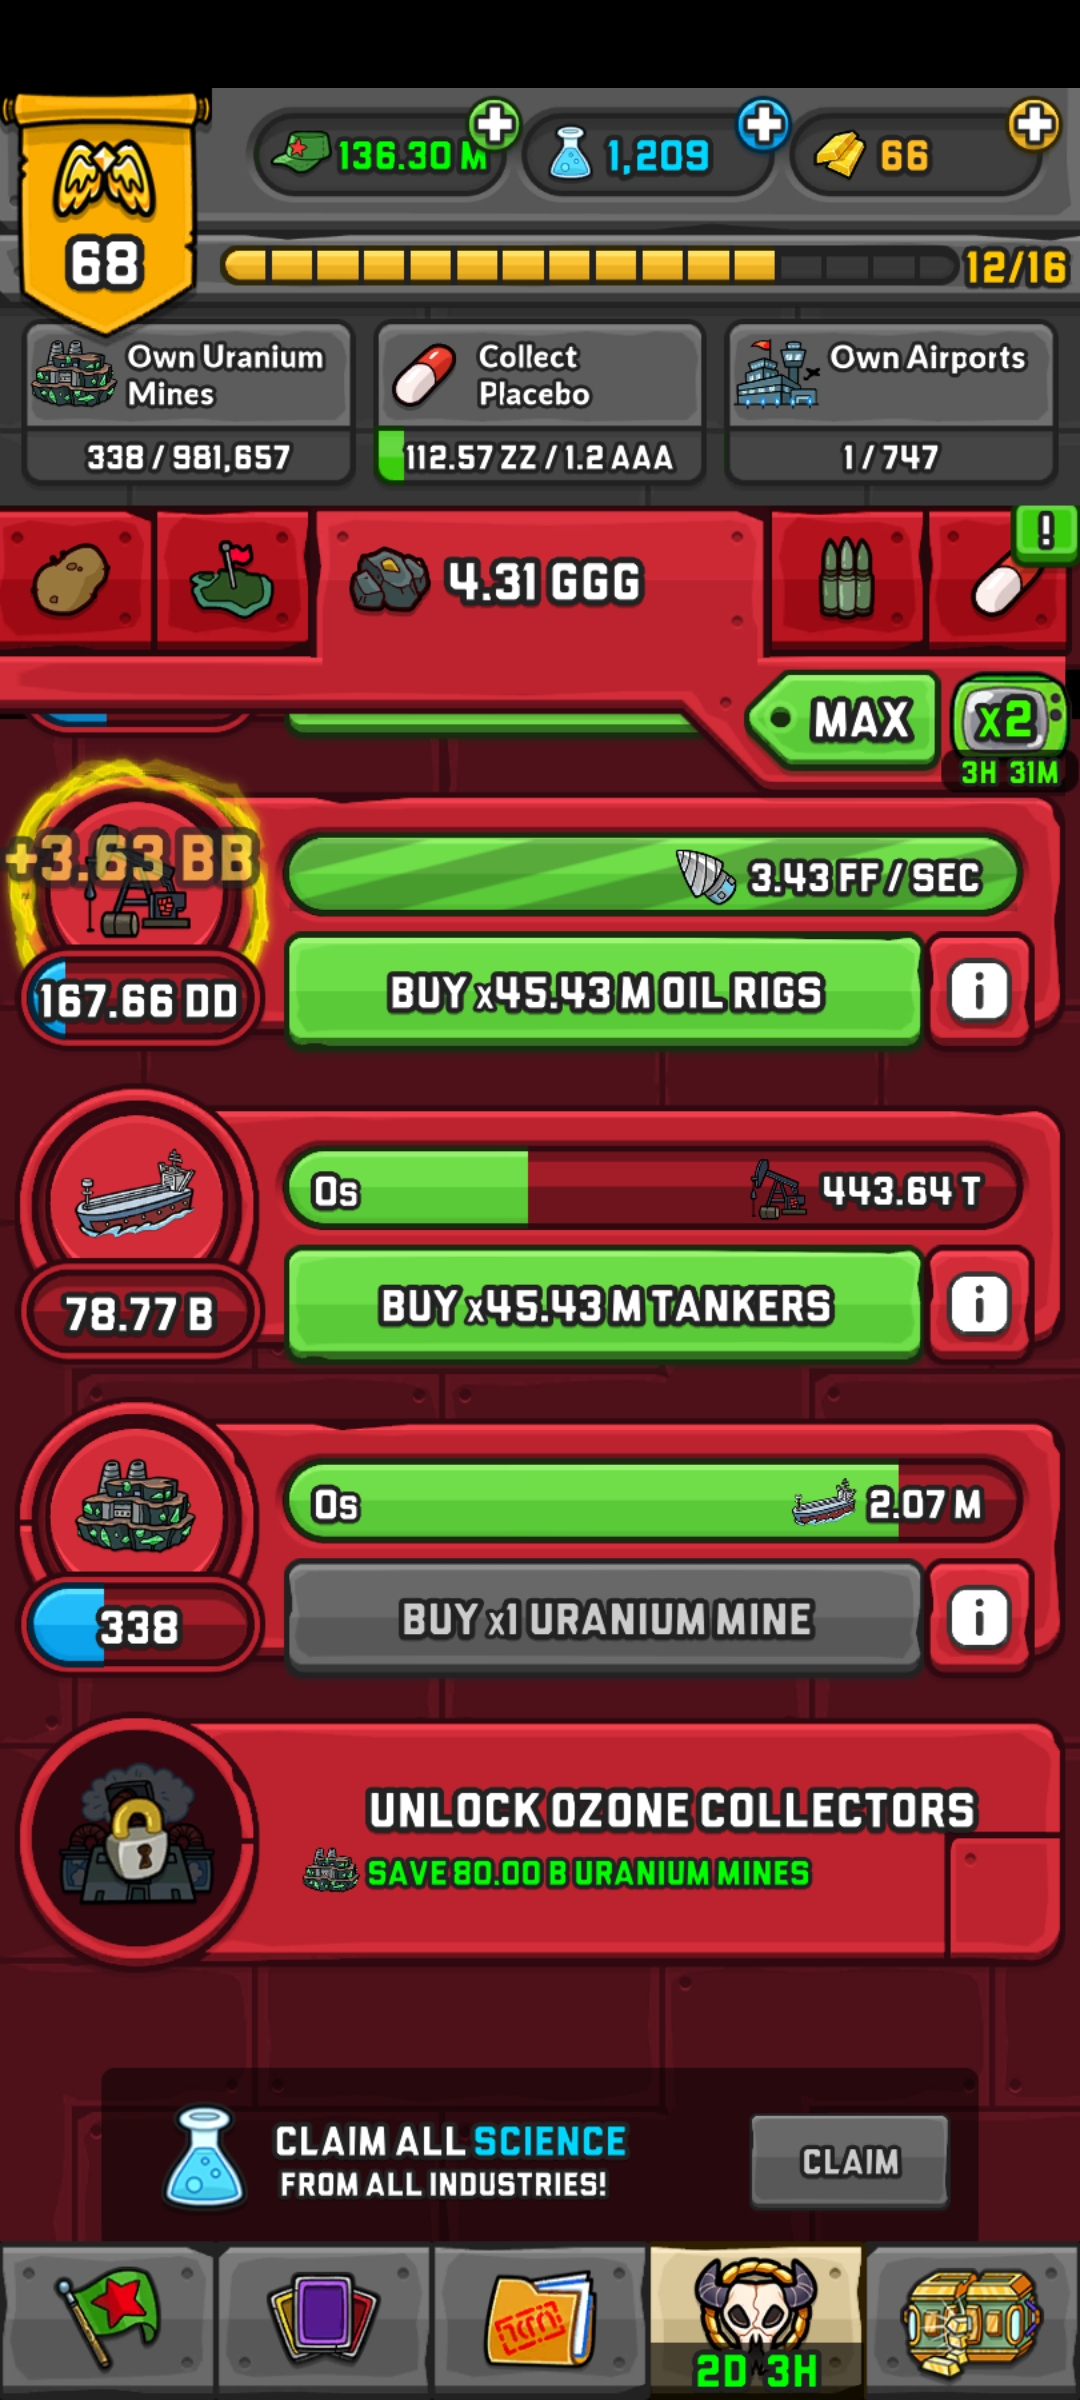 136.30 M
1,209
66
68
12/16
Own Uranium
Mines
338 / 981,657
Collect
Placebo
112.57 ZZ / 1.2 AAA
Own Airports
1 / 747
!
4.31 GGG
MAX
x2
3H 31M
+3.63 BB
3.43 FF / SEC
167.66 DD
BUY x45.43 M OIL RIGS
i
0s
443.64 T
78.77 B
BUY x45.43 M TANKERS
i
0s
2.07 M
338
BUY x1 URANIUM MINE
i
UNLOCK OZONE COLLECTORS
SAVE 80.00 B URANIUM MINES
CLAIM ALL SCIENCE
FROM ALL INDUSTRIES!
CLAIM
2D 3H